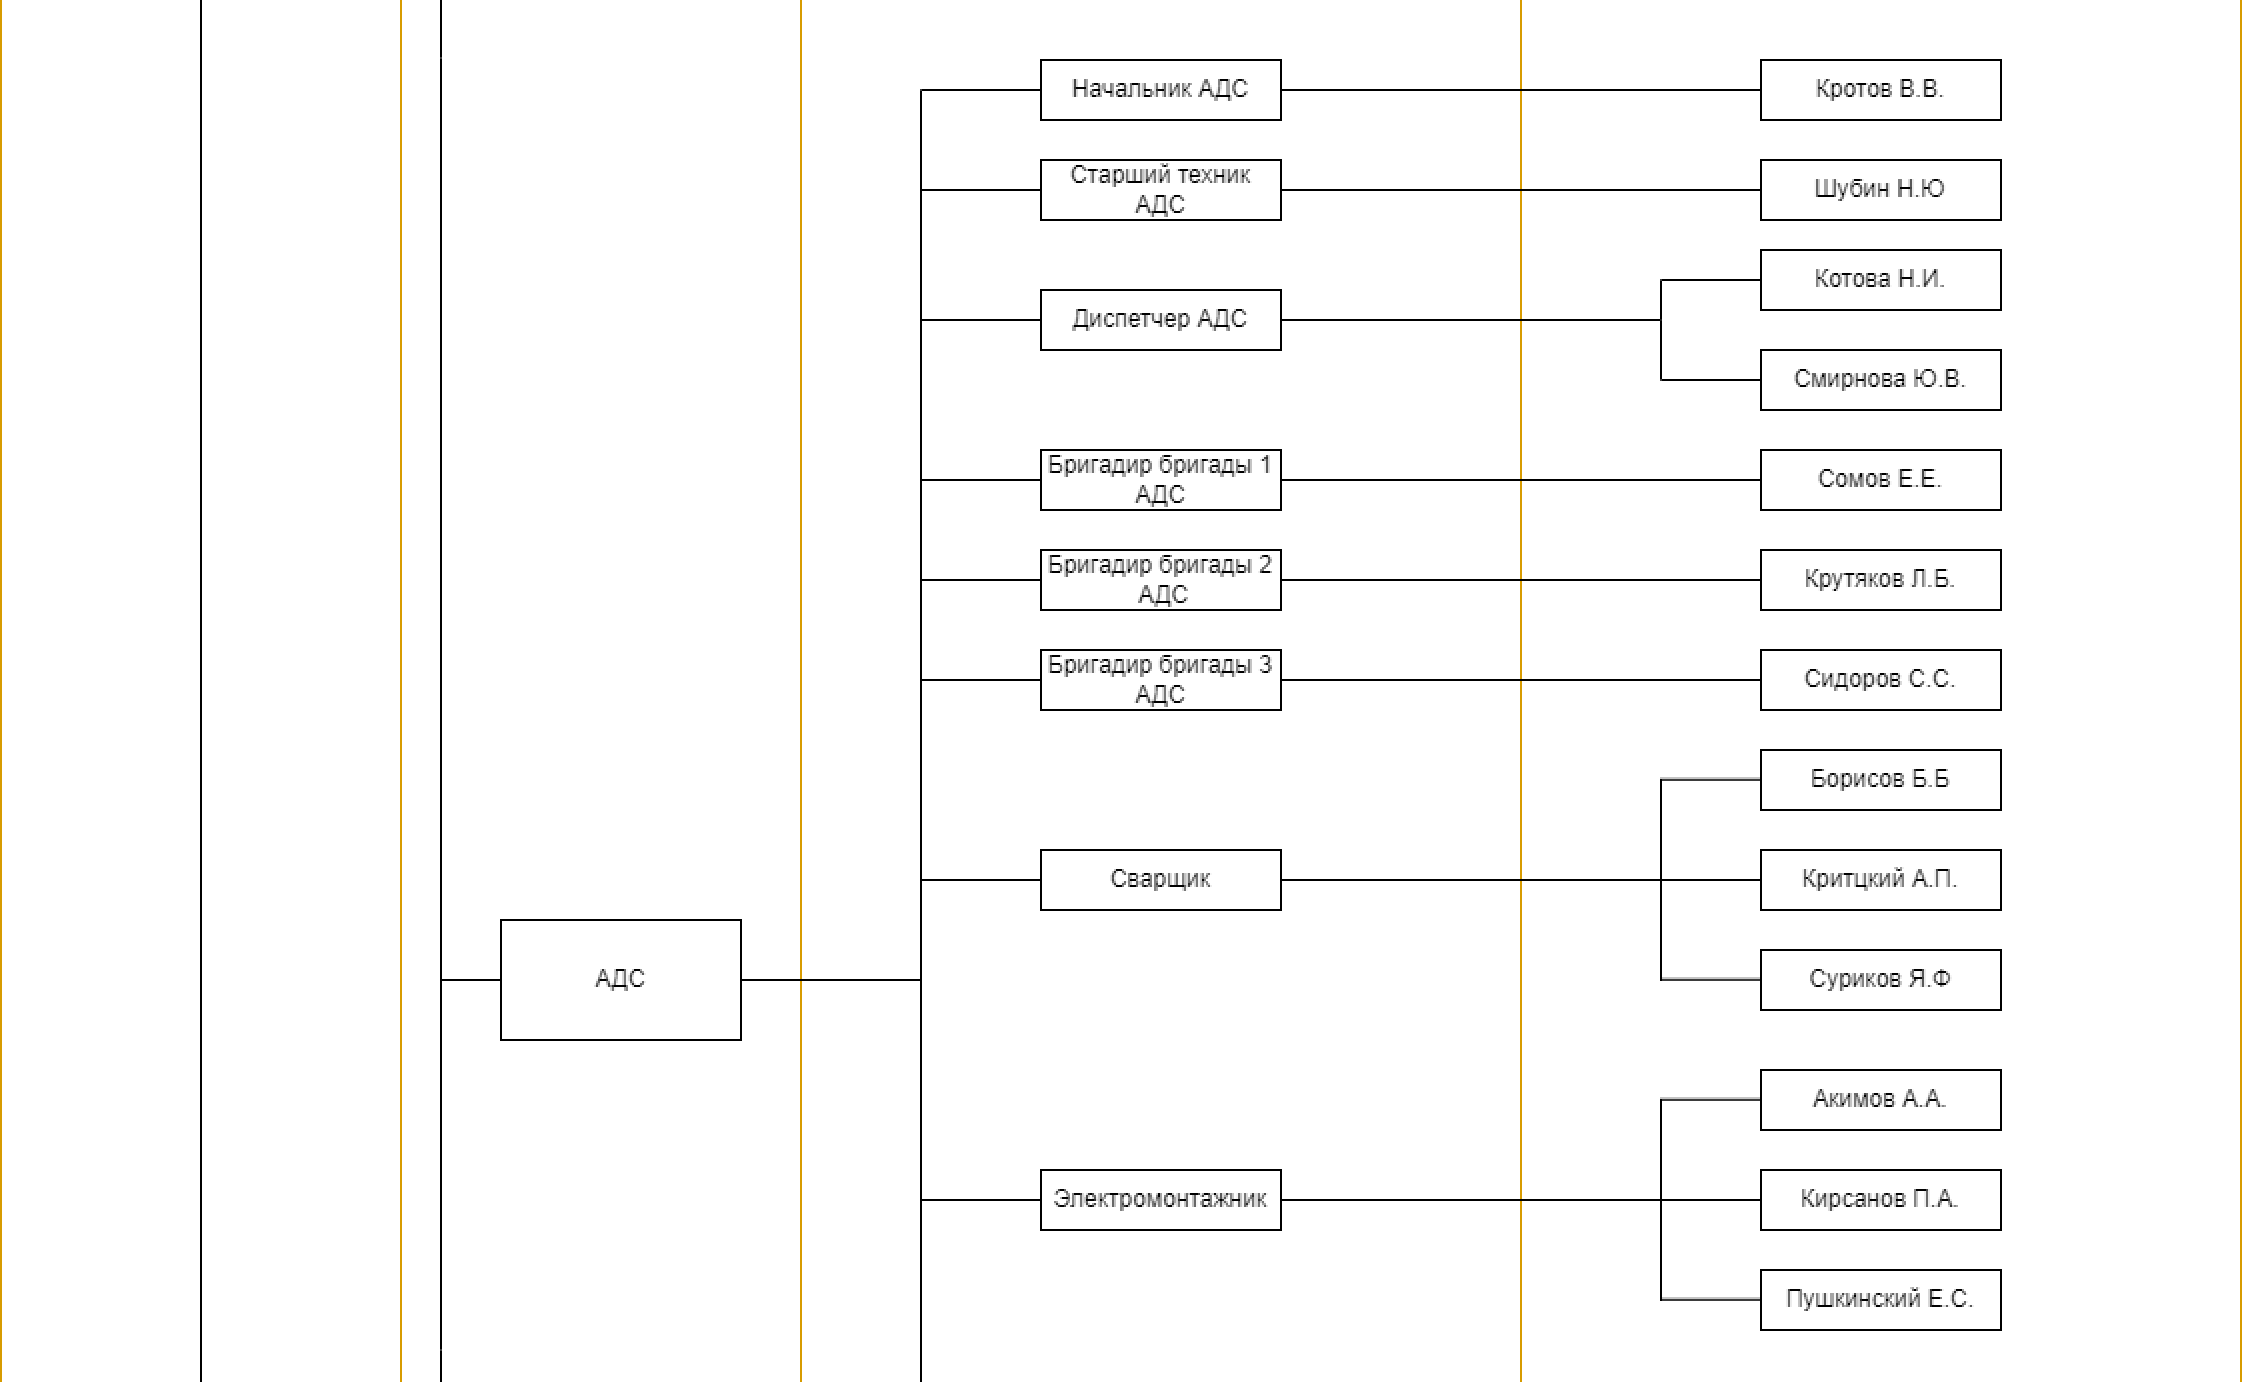 Начальник АДС
Кротов В.В.
Старший техник
АДС
Шубин Н.Ю
Котова Н.И.
Диспетчер АДС
Смирнова Ю.В.
Бригадир бригады 1
АДС
Сомов Е.Е.
Бригадир бригады 2
АДС
Крутяков Л.Б.
Бригадир бригады 3
АДС
Сидоров С.С.
Борисов Б.Б
Сварщик
Критцкий А.П.
АДС
Суриков Я.Ф
Акимов А.А.
Электромонтажник
Кирсанов П.А.
Пушкинский Е.С.